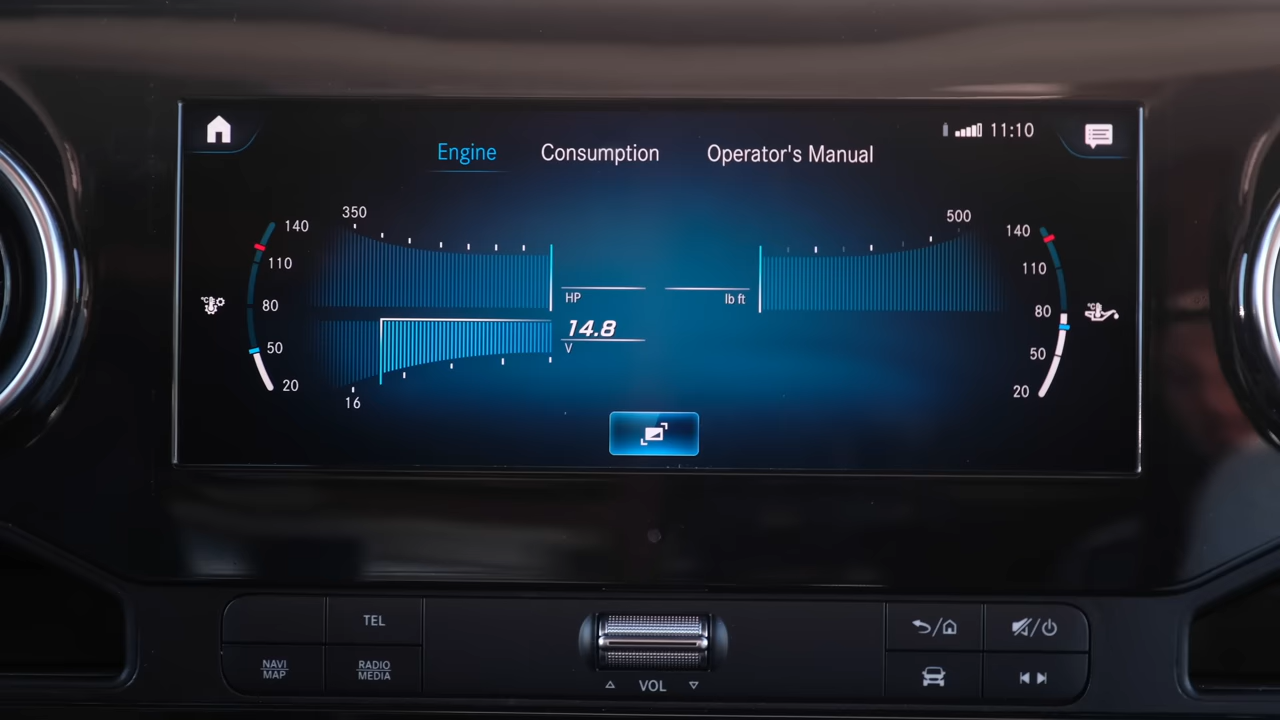 11:10
Engine Consumption Operator's Manual
350
500
140
140
110
110
80
80
HP
lb ft
14.8
V
50
50
20
20
16
TEL
NAVI
MAP
RADIO
MEDIA
VOL